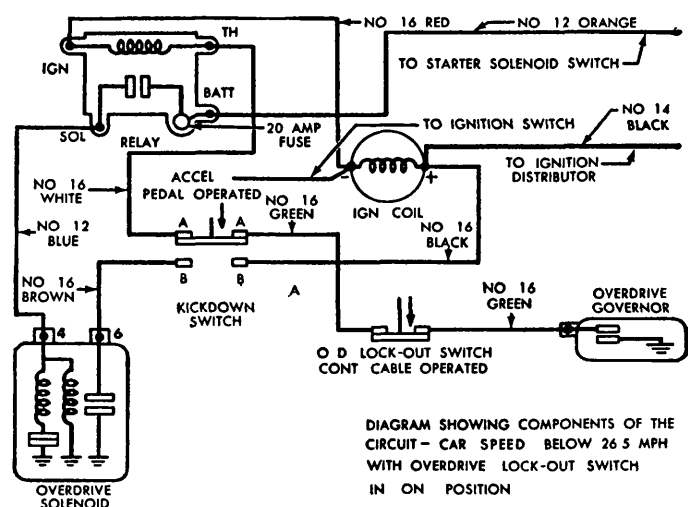 NO 16 RED
NO 12 ORANGE
TH
IGN
TO STARTER SOLENOID SWITCH
BATT
NO 14
BLACK
SOL
20 AMP
FUSE
TO IGNITION SWITCH
RELAY
TO IGNITION
DISTRIBUTOR
ACCEL
PEDAL OPERATED
- +
NO 16
WHITE
NO 16
GREEN
IGN COIL
A A
NO 16
BLACK
NO 12
BLUE
NO 16
BROWN
B B
A
KICKDOWN
SWITCH
NO 16
GREEN
OVERDRIVE
GOVERNOR
4 6
O D LOCK-OUT SWITCH
CONT CABLE OPERATED
DIAGRAM SHOWING COMPONENTS OF THE
CIRCUIT - CAR SPEED BELOW 26 5 MPH
WITH OVERDRIVE LOCK-OUT SWITCH
IN ON POSITION
OVERDRIVE
SOLENOID